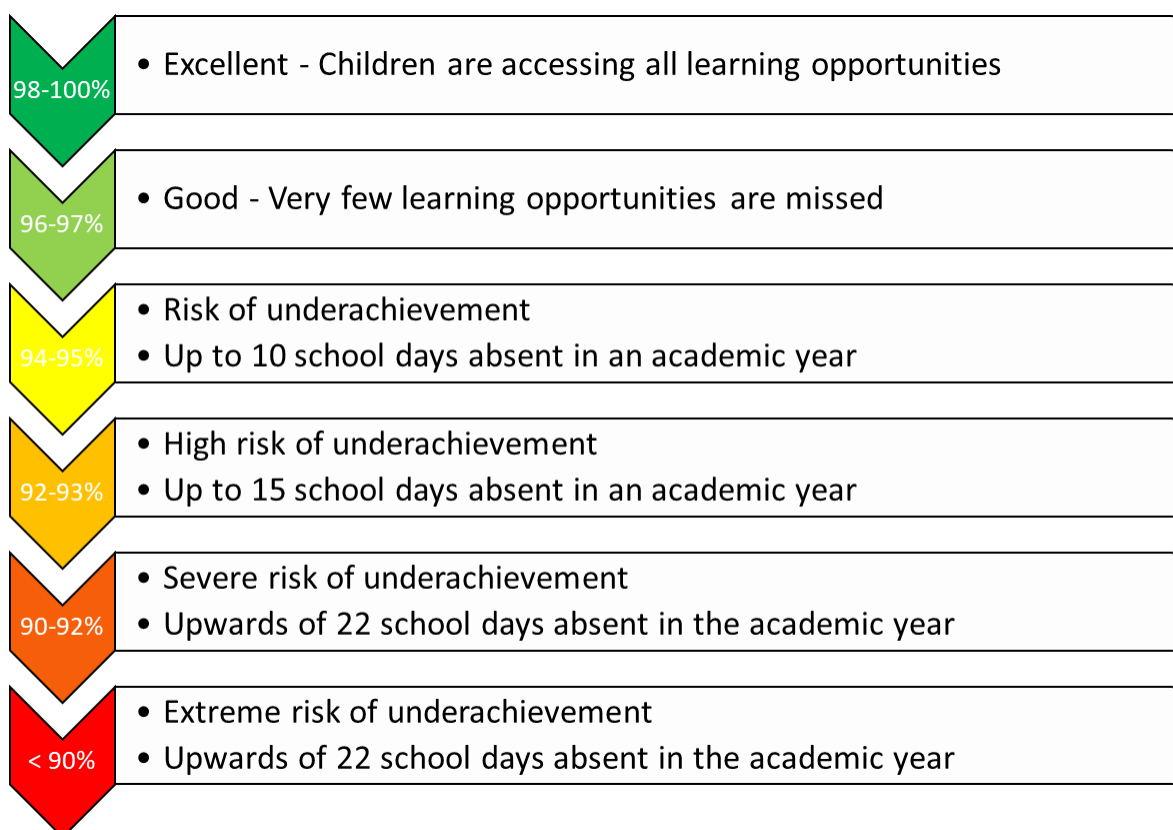 98-100%
• Excellent - Children are accessing all learning opportunities
96-97%
• Good - Very few learning opportunities are missed
94-95%
• Risk of underachievement
• Up to 10 school days absent in an academic year
92-93%
• High risk of underachievement
• Up to 15 school days absent in an academic year
90-92%
• Severe risk of underachievement
• Upwards of 22 school days absent in the academic year
< 90%
• Extreme risk of underachievement
• Upwards of 22 school days absent in the academic year